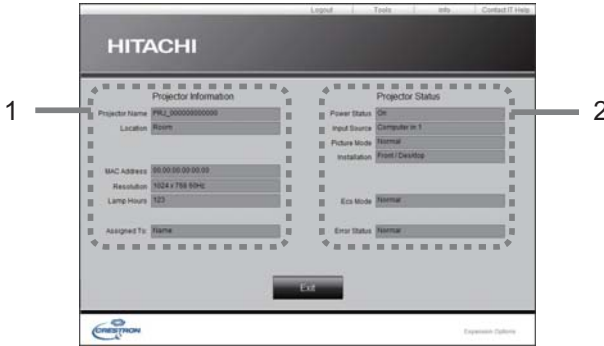 Logout Tools Info Contact IT Help
HITACHI
Projector Information
Projector Name PRJ_000000000000
Location Room
MAC Address 00:00:00:00:00:00
Resolution 1024 x 768 60Hz
Lamp Hours 123
Assigned To: Name
Projector Status
Power Status On
Input Source Computer in 1
Picture Mode Normal
Installation Front / Desktop
Eco Mode Normal
Error Status Normal
1
2
Exit
CRESTRON
Expansion Options